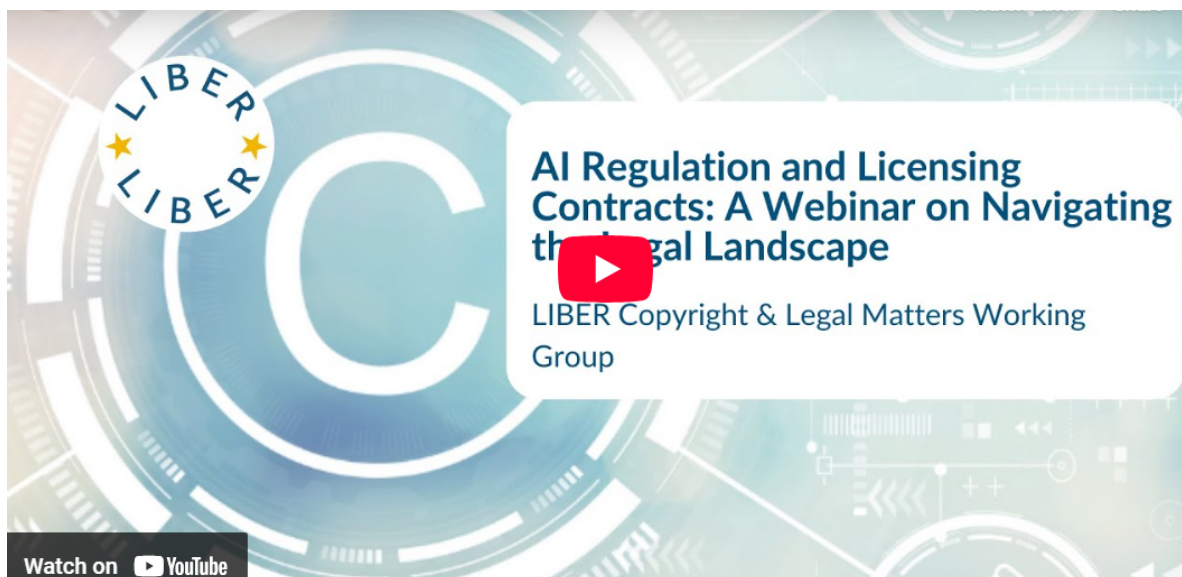 LIBER
LIBER
C
AI Regulation and Licensing
Contracts: A Webinar on Navigating
Landscape
LIBER Copyright & Legal Matters Working
Group
Watch on YouTube